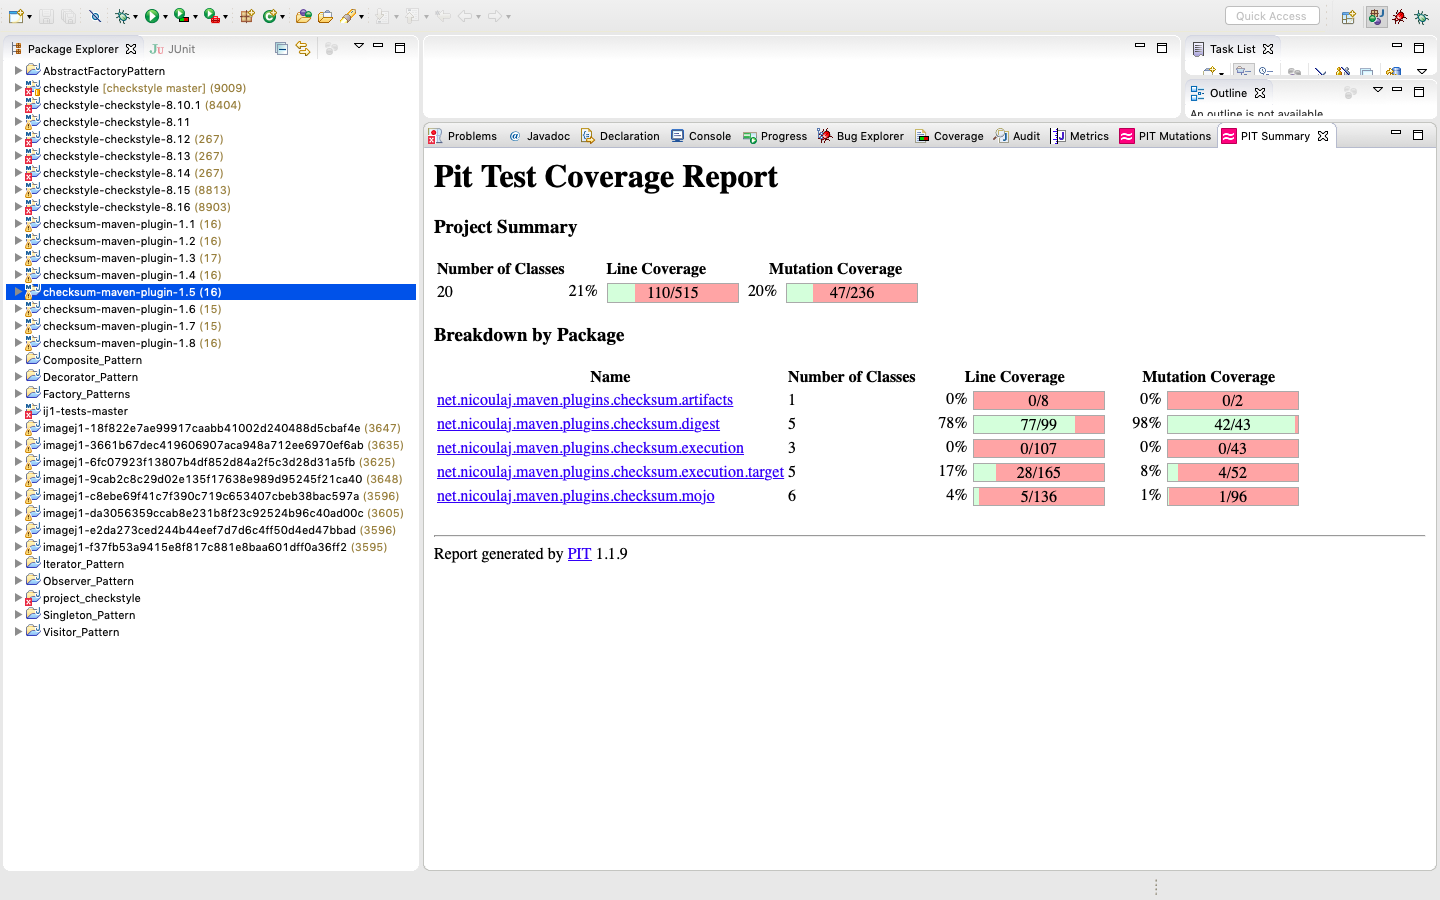 Quick Access
Package Explorer
JUnit
AbstractFactoryPattern
checkstyle [checkstyle master] (9009)
checkstyle-checkstyle-8.10.1 (8404)
checkstyle-checkstyle-8.11
checkstyle-checkstyle-8.12 (267)
checkstyle-checkstyle-8.13 (267)
checkstyle-checkstyle-8.14 (267)
checkstyle-checkstyle-8.15 (8813)
checkstyle-checkstyle-8.16 (8903)
checksum-maven-plugin-1.1 (16)
checksum-maven-plugin-1.2 (16)
checksum-maven-plugin-1.3 (17)
checksum-maven-plugin-1.4 (16)
checksum-maven-plugin-1.5 (16)
checksum-maven-plugin-1.6 (15)
checksum-maven-plugin-1.7 (15)
checksum-maven-plugin-1.8 (16)
Composite_Pattern
Decorator_Pattern
Factory_Patterns
ij1-tests-master
imagej1-18f822e7ae99917caabb41002d240488d5cbaf4e (3647)
imagej1-3661b67dec419606907aca948a712ee6970ef6ab (3635)
imagej1-6fc07923f13807b4df852d84a2f5c3d28d31a5fb (3625)
imagej1-9cab2c8c29d02e135f17638e989d95245f21ca40 (3648)
imagej1-c8ebe69f41c7f390c719c653407cbeb38bac597a (3596)
imagej1-da3056359ccab8e231b8f23c92524b96c40ad00c (3605)
imagej1-e2da273ced244b44eef7d7d6c4ff50d4ed47bbad (3596)
imagej1-f37fb53a9415e8f817c881e8baa601dff0a36ff2 (3595)
Iterator_Pattern
Observer_Pattern
project_checkstyle
Singleton_Pattern
Visitor_Pattern
Task List
Outline
An outline is not available.
Problems @ Javadoc Declaration Console Progress Bug Explorer Coverage Audit Metrics PIT Mutations PIT Summary
Pit Test Coverage Report
Project Summary
Number of Classes Line Coverage Mutation Coverage
20 21% 110/515 20% 47/236
Breakdown by Package
Name Number of Classes Line Coverage Mutation Coverage
net.nicoulaj.maven.plugins.checksum.artifacts 1 0% 0/8 0% 0/2
net.nicoulaj.maven.plugins.checksum.digest 5 78% 77/99 98% 42/43
net.nicoulaj.maven.plugins.checksum.execution 3 0% 0/107 0% 0/43
net.nicoulaj.maven.plugins.checksum.execution.target 5 17% 28/165 8% 4/52
net.nicoulaj.maven.plugins.checksum.mojo 6 4% 5/136 1% 1/96
Report generated by PIT 1.1.9